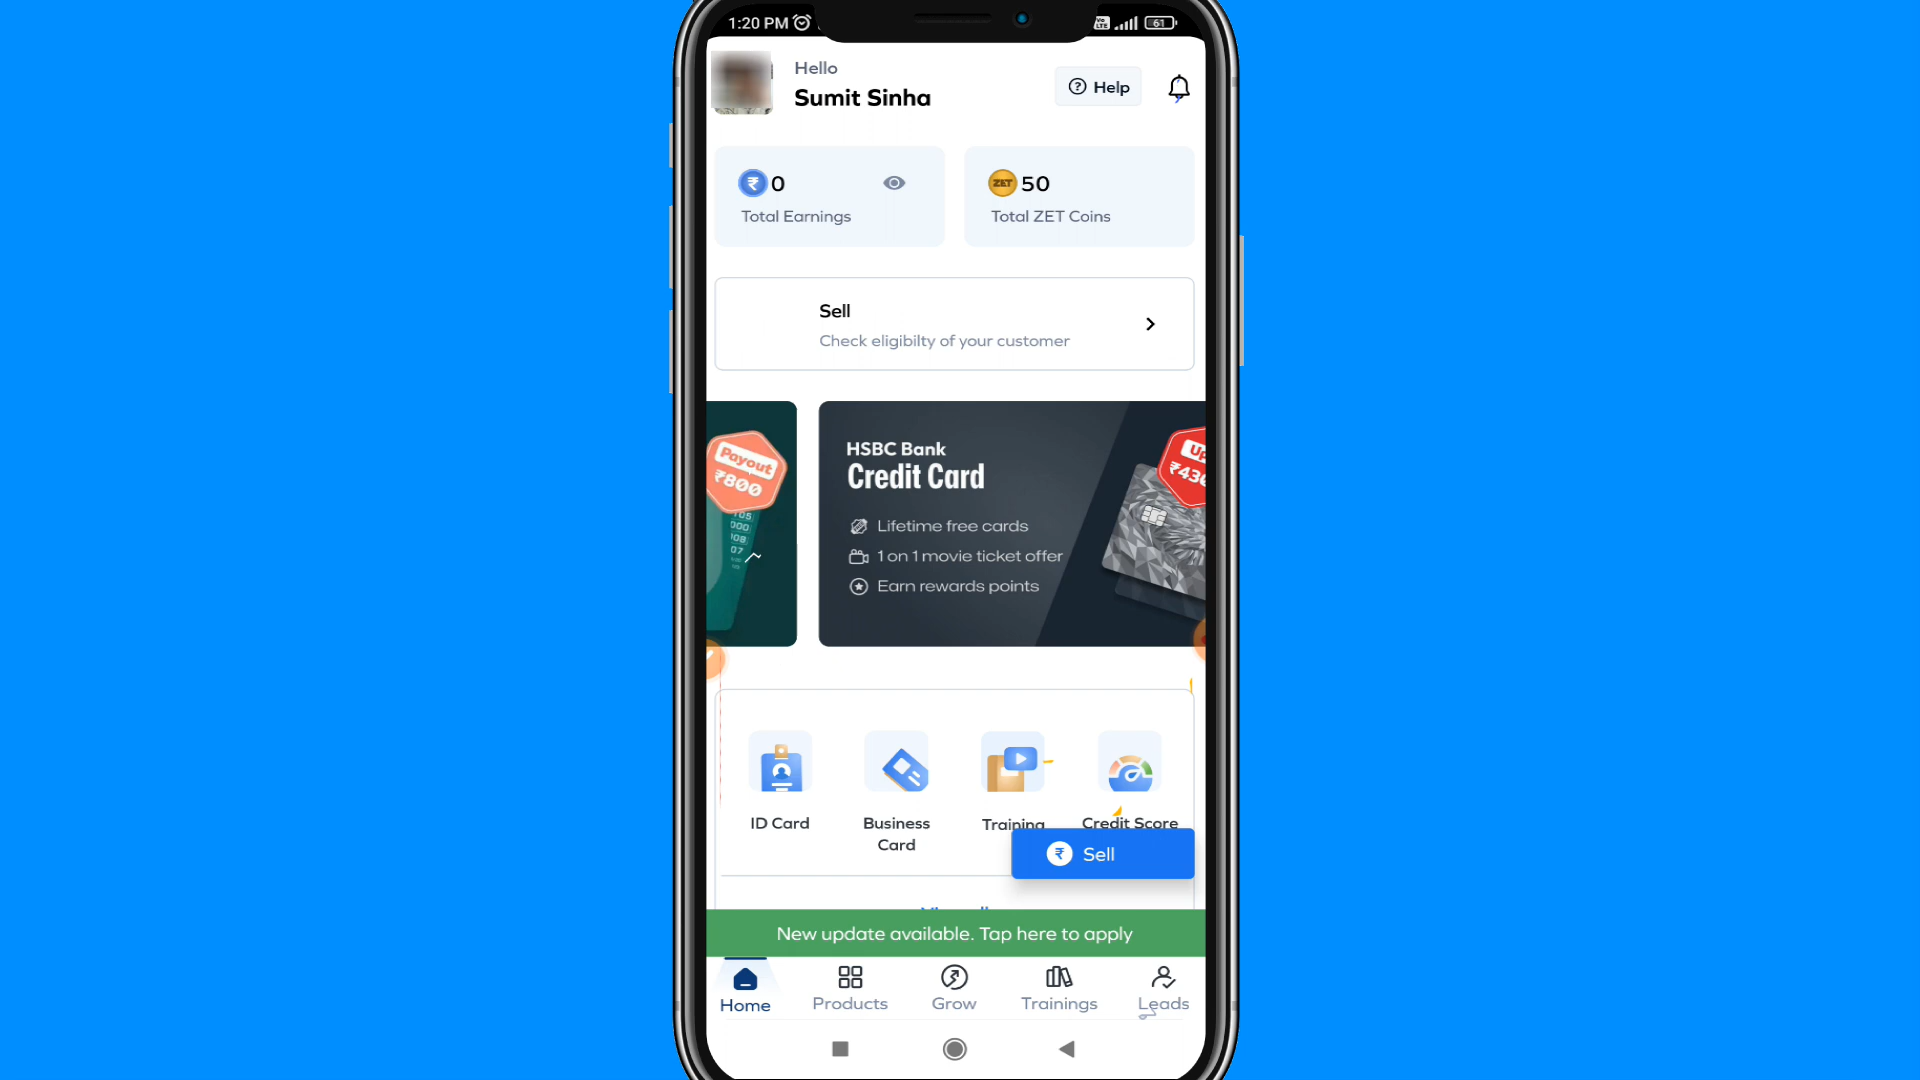 1:20 PM
Vo LTE
61
Hello
Sumit Sinha
Help
0
Total Earnings
ZET
50
Total ZET Coins
Sell
Check eligibilty of your customer
Payout
₹800
HSBC Bank
Credit Card
Lifetime free cards
1 on 1 movie ticket offer
Earn rewards points
ID Card
Business
Card
Training
Credit Score
Sell
New update available. Tap here to apply
Home
Products
Grow
Trainings
Leads